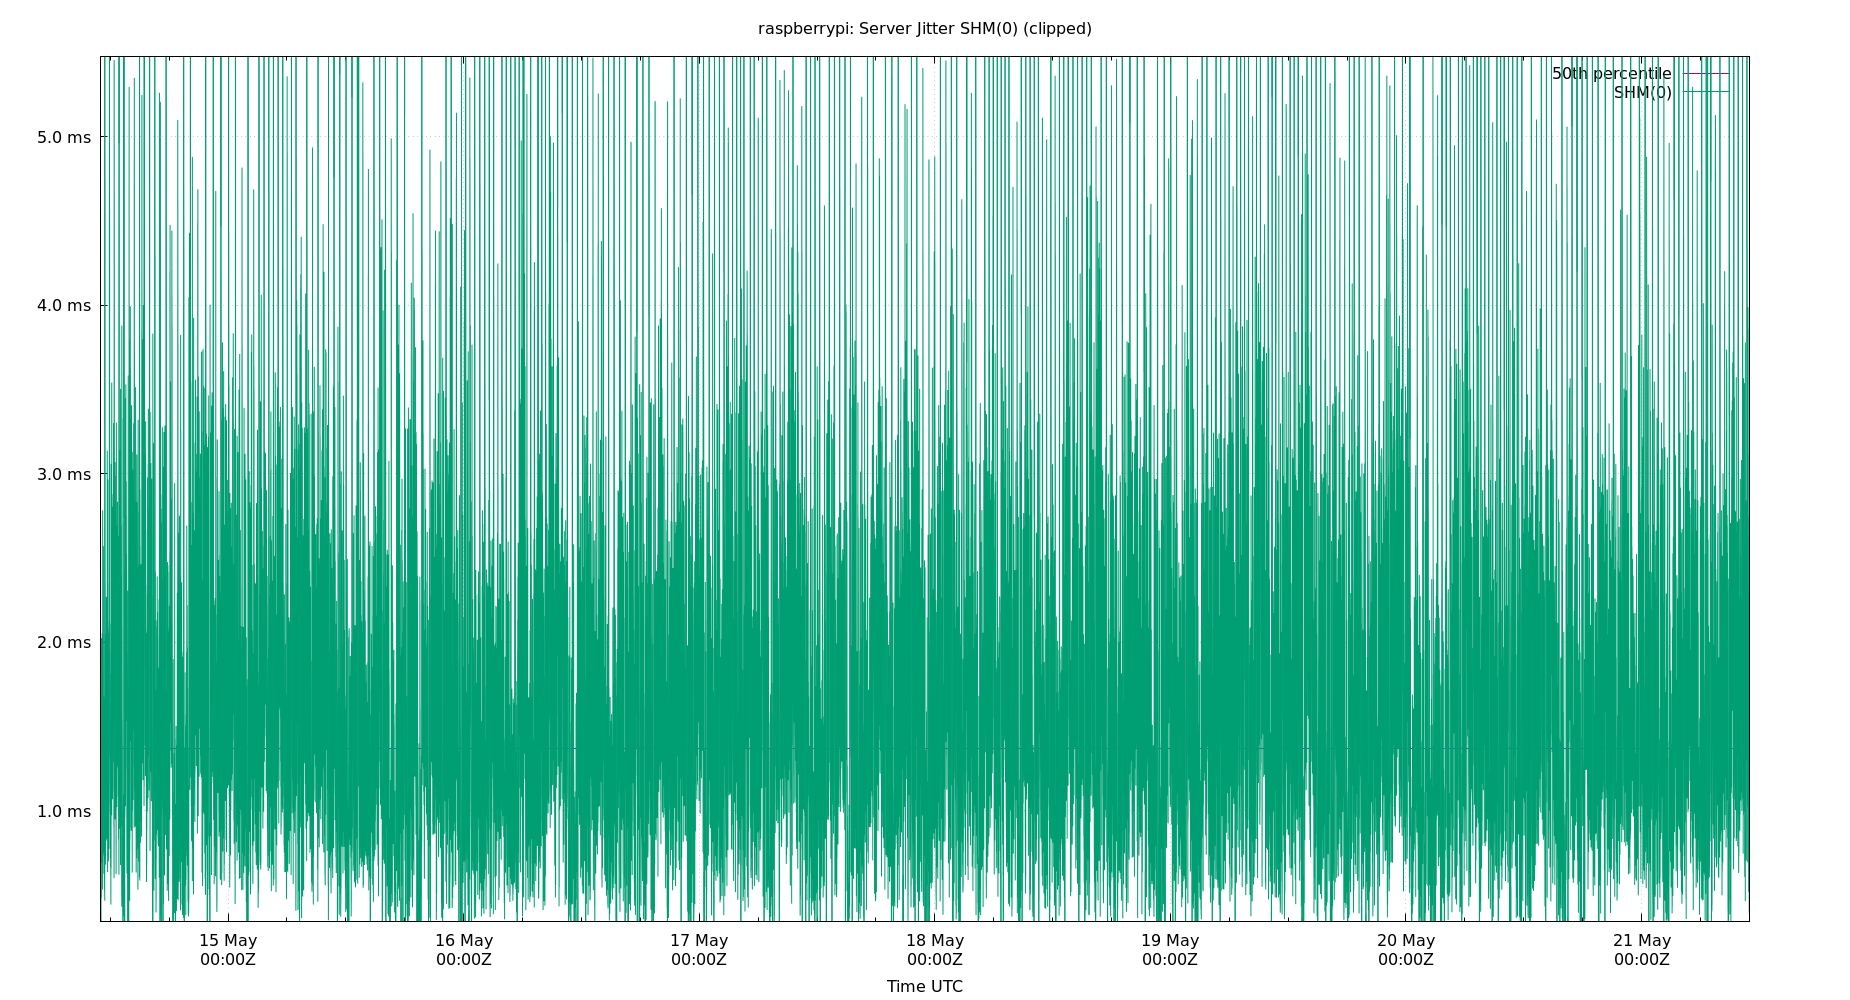 raspberrypi: Server Jitter SHM(0) (clipped)
50th percentile
SHM(0)
5.0 ms
4.0 ms
3.0 ms
2.0 ms
1.0 ms
15 May 16 May 17 May 18 May 19 May 20 May 21 May
00:00Z 00:00Z 00:00Z 00:00Z 00:00Z 00:00Z 00:00Z
Time UTC